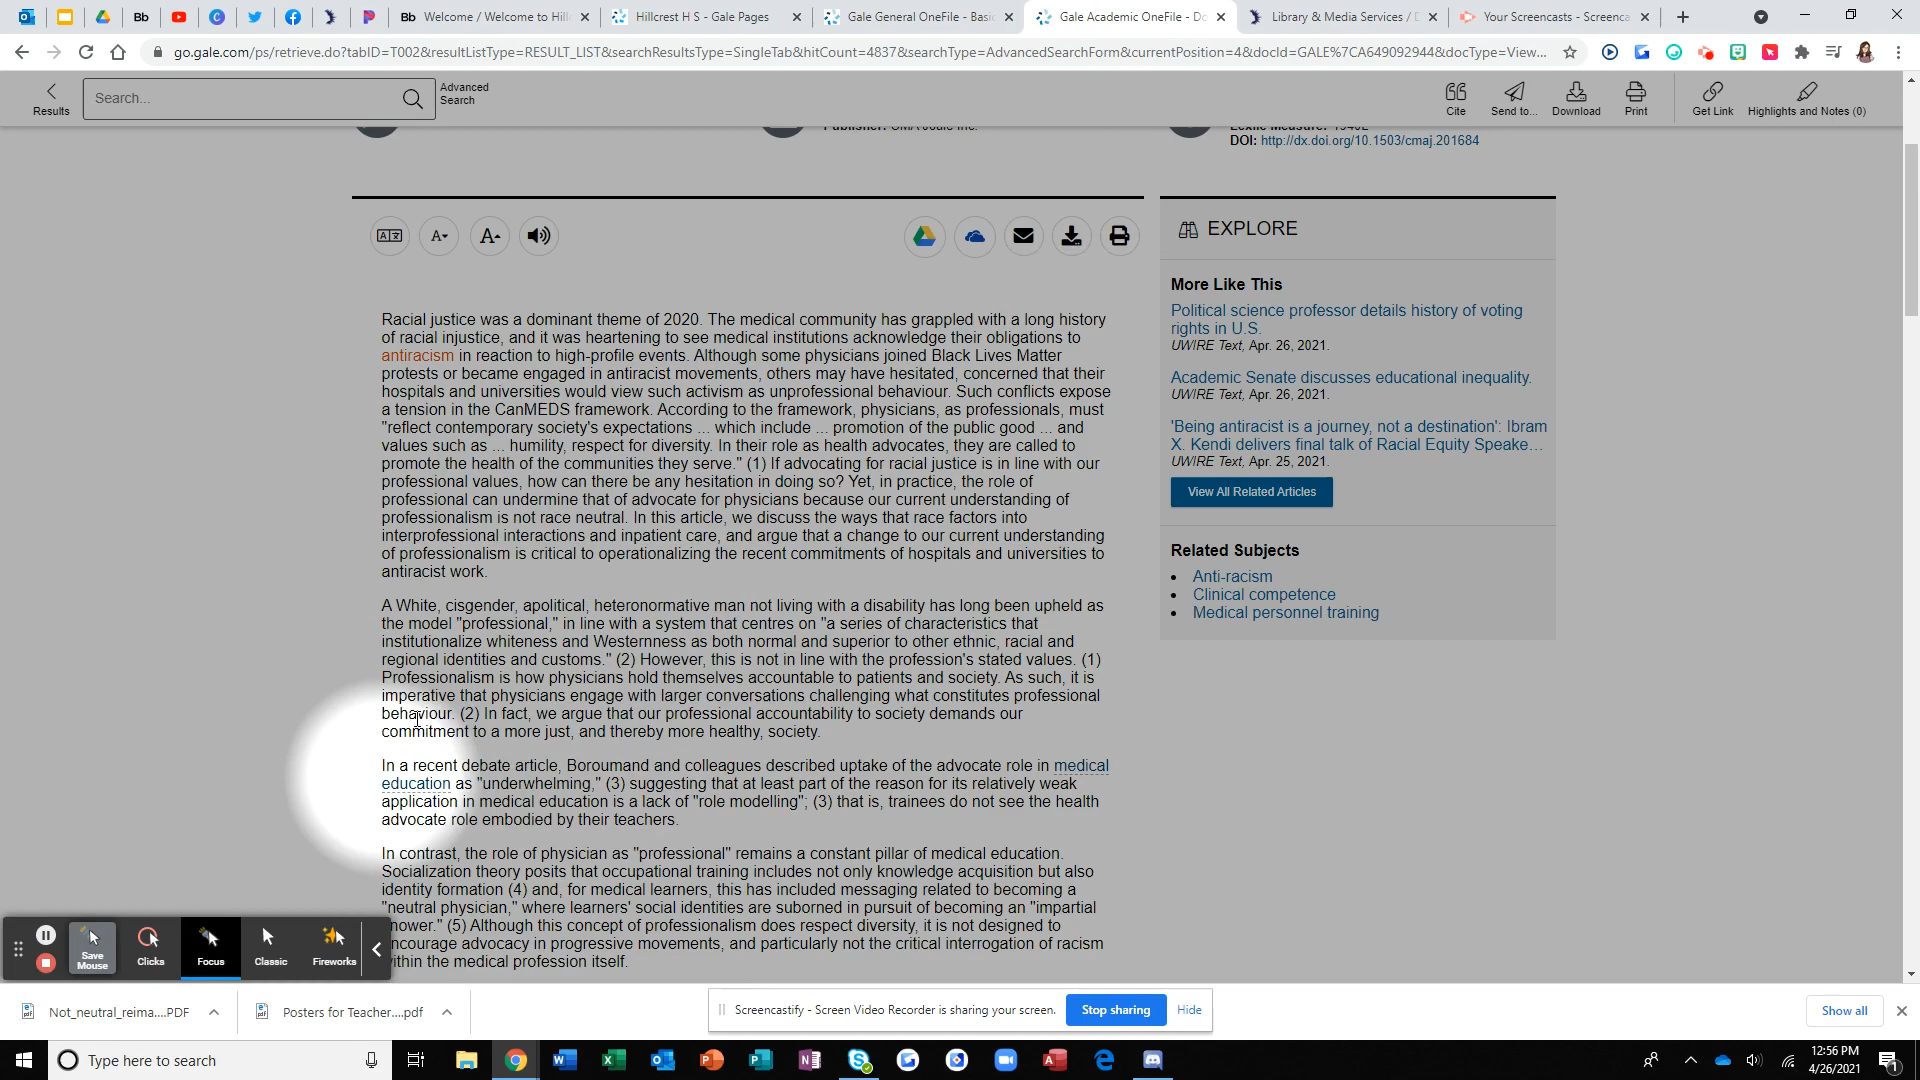 Bb
Bb Welcome / Welcome to Hill
Hillcrest H S - Gale Pages
Gale General OneFile - Basic
Gale Academic OneFile - Do
Library & Media Services / D
Your Screencasts - Screenca
go.gale.com/ps/retrieve.do?tabID=T002&resultListType=RESULT_LIST&searchResultsType=SingleTab&hitCount=4837&searchType=AdvancedSearchForm&currentPosition=4&docId=GALE%7CA649092944&docType=View...
Results
Search...
Advanced
Search
Cite
Send to...
Download
Print
Get Link
Highlights and Notes (0)
DOI: http://dx.doi.org/10.1503/cmaj.201684
A
A
Racial justice was a dominant theme of 2020. The medical community has grappled with a long history
of racial injustice, and it was heartening to see medical institutions acknowledge their obligations to
antiracism in reaction to high-profile events. Although some physicians joined Black Lives Matter
protests or became engaged in antiracist movements, others may have hesitated, concerned that their
hospitals and universities would view such activism as unprofessional behaviour. Such conflicts expose
a tension in the CanMEDS framework. According to the framework, physicians, as professionals, must
"reflect contemporary society's expectations ... which include ... promotion of the public good ... and
values such as ... humility, respect for diversity. In their role as health advocates, they are called to
promote the health of the communities they serve." (1) If advocating for racial justice is in line with our
professional values, how can there be any hesitation in doing so? Yet, in practice, the role of
professional can undermine that of advocate for physicians because our current understanding of
professionalism is not race neutral. In this article, we discuss the ways that race factors into
interprofessional interactions and inpatient care, and argue that a change to our current understanding
of professionalism is critical to operationalizing the recent commitments of hospitals and universities to
antiracist work.
A White, cisgender, apolitical, heteronormative man not living with a disability has long been upheld as
the model "professional," in line with a system that centres on "a series of characteristics that
institutionalize whiteness and Westernness as both normal and superior to other ethnic, racial and
regional identities and customs." (2) However, this is not in line with the profession's stated values. (1)
Professionalism is how physicians hold themselves accountable to patients and society. As such, it is
imperative that physicians engage with larger conversations challenging what constitutes professional
behaviour. (2) In fact, we argue that our professional accountability to society demands our
commitment to a more just, and thereby more healthy, society.
In a recent debate article, Boroumand and colleagues described uptake of the advocate role in medical
education as "underwhelming," (3) suggesting that at least part of the reason for its relatively weak
application in medical education is a lack of "role modelling"; (3) that is, trainees do not see the health
advocate role embodied by their teachers.
In contrast, the role of physician as "professional" remains a constant pillar of medical education.
Socialization theory posits that occupational training includes not only knowledge acquisition but also
identity formation (4) and, for medical learners, this has included messaging related to becoming a
"neutral physician," where learners' social identities are suborned in pursuit of becoming an "impartial
nower." (5) Although this concept of professionalism does respect diversity, it is not designed to
ncourage advocacy in progressive movements, and particularly not the critical interrogation of racism
ithin the medical profession itself.
EXPLORE
More Like This
Political science professor details history of voting
rights in U.S.
UWIRE Text, Apr. 26, 2021.
Academic Senate discusses educational inequality.
UWIRE Text, Apr. 26, 2021.
'Being antiracist is a journey, not a destination': Ibram
X. Kendi delivers final talk of Racial Equity Speake...
UWIRE Text, Apr. 25, 2021.
View All Related Articles
Related Subjects
Anti-racism
Clinical competence
Medical personnel training
Save
Mouse
Clicks
Focus
Classic
Fireworks
Not_neutral_reima....PDF
Posters for Teacher....pdf
Screencastify - Screen Video Recorder is sharing your screen.
Stop sharing
Hide
Show all
Type here to search
12:56 PM
4/26/2021
1